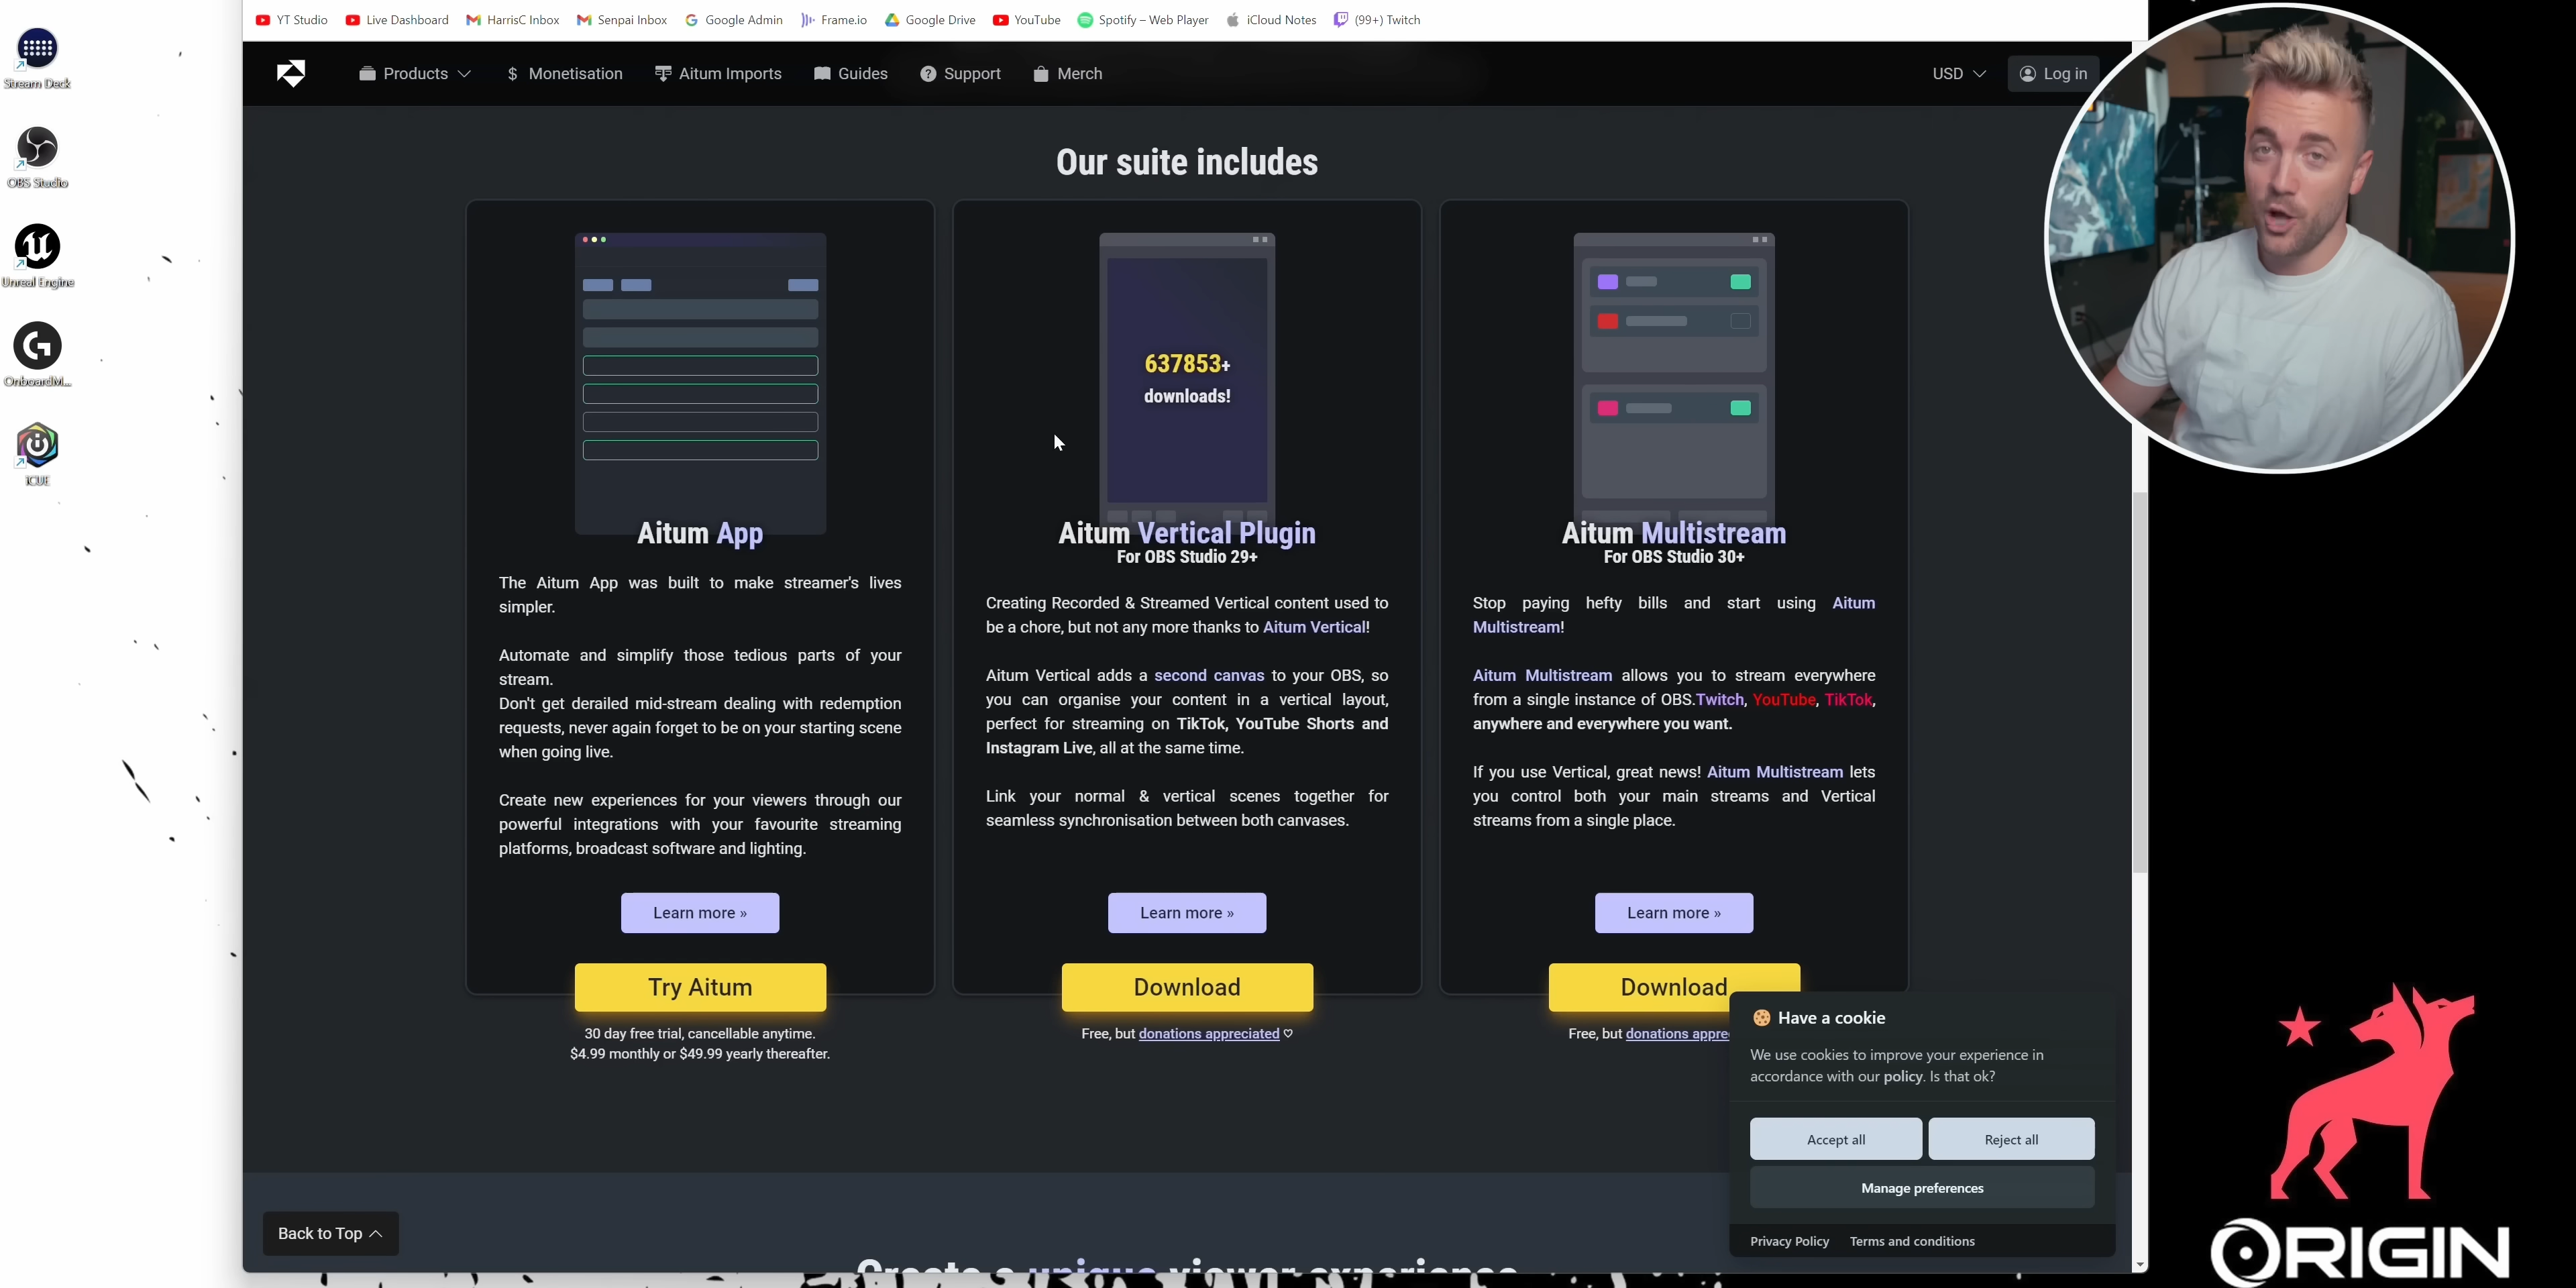 YT Studio
Live Dashboard
HarrisC Inbox
Senpai Inbox
Google Admin
Frame.io
Google Drive
YouTube
Spotify – Web Player
iCloud Notes
(99+) Twitch
Stream Deck
OBS Studio
Unreal Engine
OnboardM...
iCUE
Products
$ Monetisation
Aitum Imports
Guides
Support
Merch
USD
Log in
Our suite includes
Aitum App
The Aitum App was built to make streamer's lives
simpler.
Automate and simplify those tedious parts of your
stream.
Don't get derailed mid-stream dealing with redemption
requests, never again forget to be on your starting scene
when going live.
Create new experiences for your viewers through our
powerful integrations with your favourite streaming
platforms, broadcast software and lighting.
Learn more »
Try Aitum
30 day free trial, cancellable anytime.
$4.99 monthly or $49.99 yearly thereafter.
637853+
downloads!
Aitum Vertical Plugin
For OBS Studio 29+
Creating Recorded & Streamed Vertical content used to
be a chore, but not any more thanks to Aitum Vertical!
Aitum Vertical adds a second canvas to your OBS, so
you can organise your content in a vertical layout,
perfect for streaming on TikTok, YouTube Shorts and
Instagram Live, all at the same time.
Link your normal & vertical scenes together for
seamless synchronisation between both canvases.
Learn more »
Download
Free, but donations appreciated ♡
Aitum Multistream
For OBS Studio 30+
Stop paying hefty bills and start using Aitum
Multistream!
Aitum Multistream allows you to stream everywhere
from a single instance of OBS.Twitch, YouTube, TikTok,
anywhere and everywhere you want.
If you use Vertical, great news! Aitum Multistream lets
you control both your main streams and Vertical
streams from a single place.
Learn more »
Download
Free, but donations appre
Have a cookie
We use cookies to improve your experience in
accordance with our policy. Is that ok?
Accept all
Reject all
Manage preferences
Privacy Policy
Terms and conditions
Back to Top
Create a unique viewer experience
ORIGIN